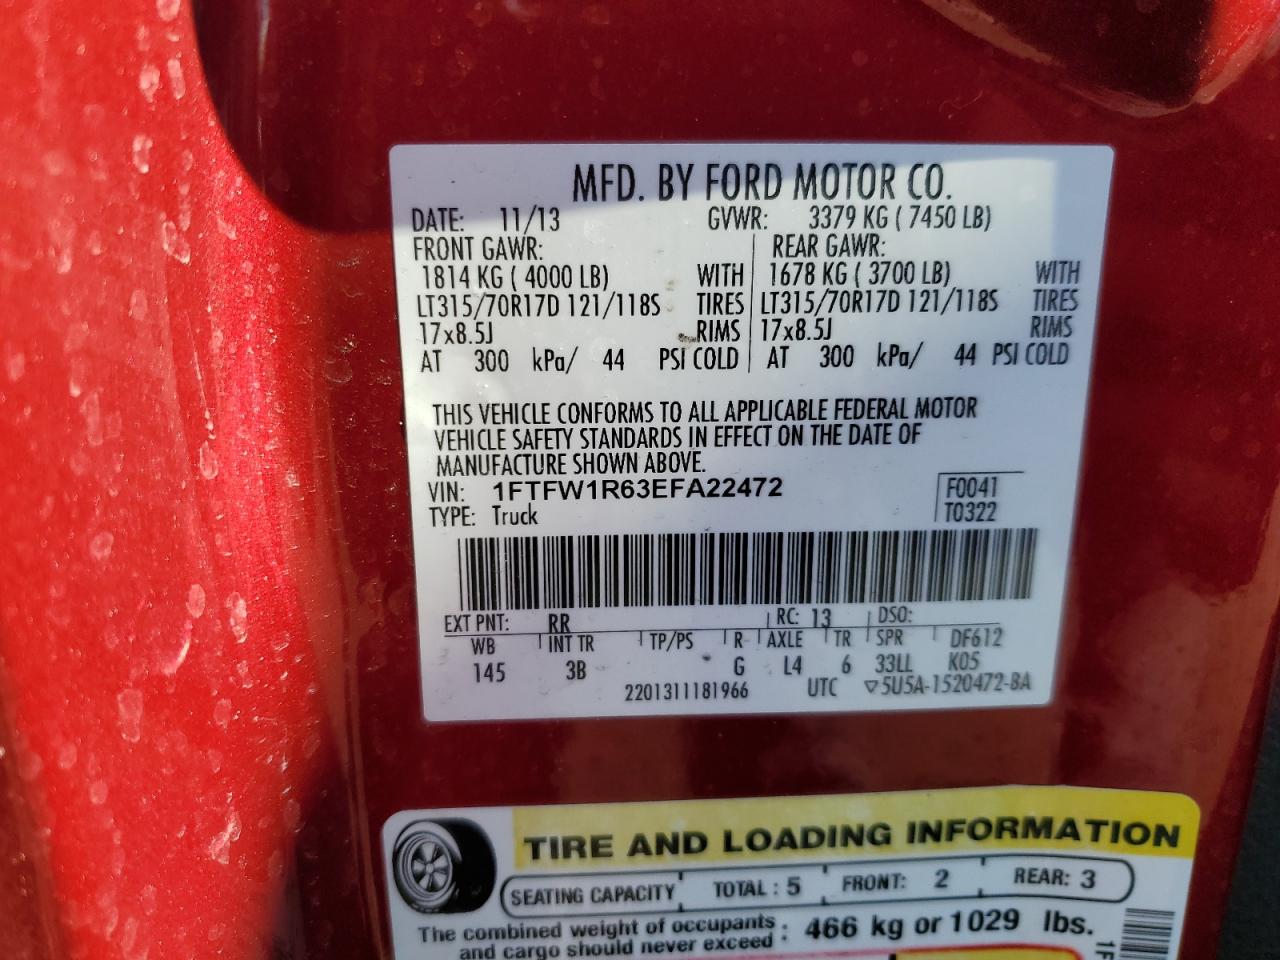 MFD. BY FORD MOTOR CO.
DATE: 11/13 GVWR: 3379 KG ( 7450 LB)
FRONT GAWR: REAR GAWR:
1814 KG ( 4000 LB) WITH 1678 KG ( 3700 LB) WITH
LT315/70R17D 121/118S TIRES LT315/70R17D 121/118S TIRES
17x8.5J RIMS 17x8.5J RIMS
AT 300 kPa/ 44 PSI COLD AT 300 kPa/ 44 PSI COLD
THIS VEHICLE CONFORMS TO ALL APPLICABLE FEDERAL MOTOR
VEHICLE SAFETY STANDARDS IN EFFECT ON THE DATE OF
MANUFACTURE SHOWN ABOVE.
VIN: 1FTFW1R63EFA22472 F0041
TYPE: Truck T0322
EXT PNT: RR RC: 13 DSO:
WB INT TR TP/PS R AXLE TR SPR DF612
145 3B G L4 6 33LL K05
2201311181966 UTC ▽5U5A-1520472-BA
TIRE AND LOADING INFORMATION
SEATING CAPACITY TOTAL : 5 FRONT: 2 REAR: 3
The combined weight of occupants
and cargo should never exceed : 466 kg or 1029 lbs.
1F